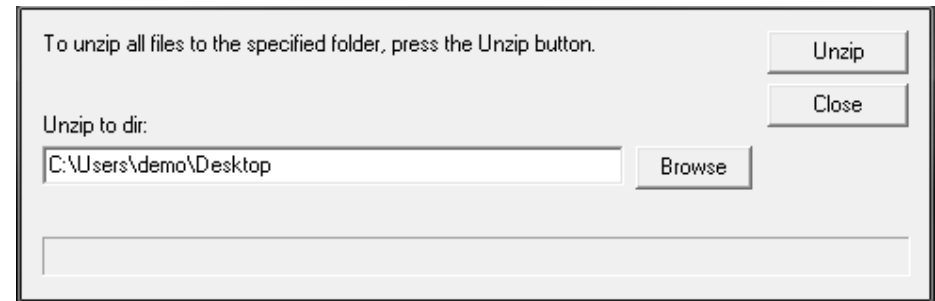 To unzip all files to the specified folder, press the Unzip button.
Unzip
Close
Unzip to dir:
C:\Users\demo\Desktop
Browse